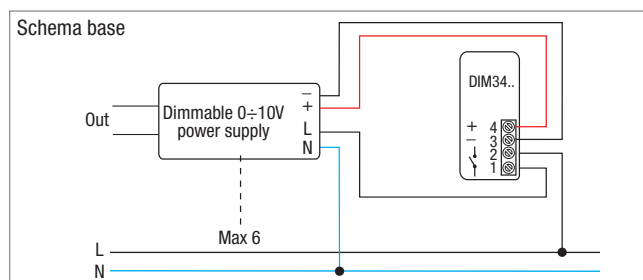 Schema base
Dimmable 0÷10V
power supply
–
+
L
N
Out
Max 6
DIM34..
+ 4
– 3
2
1
L
N